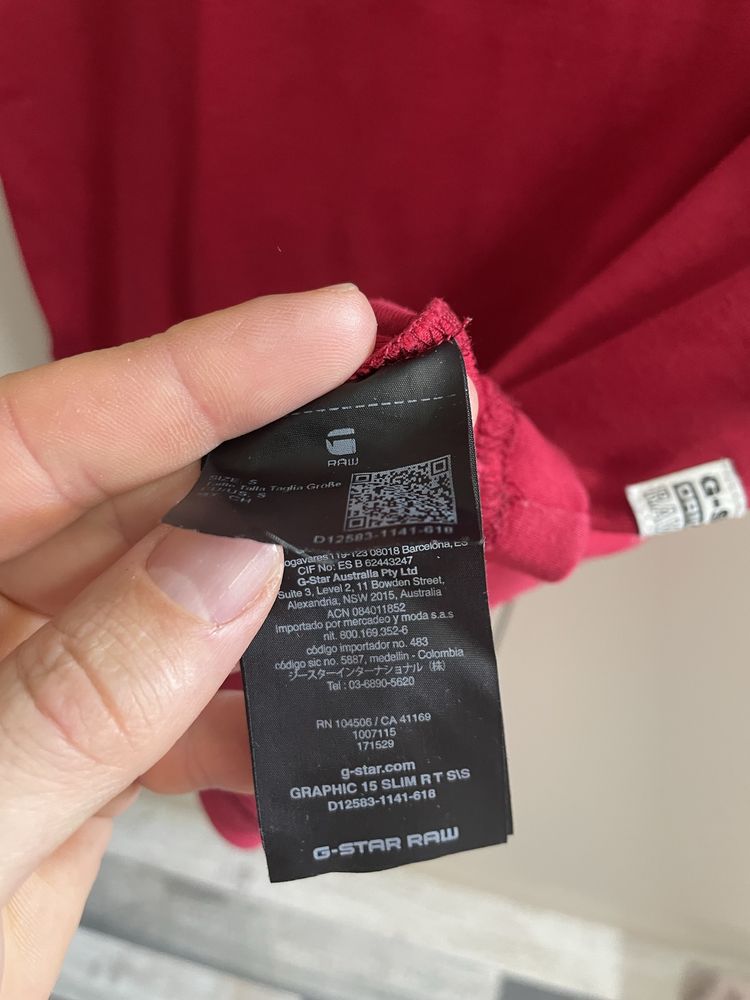 RAW
SIZE S
Taille Talla Taglia Größe
D12583-1141-618
119-123 08018 Barcelona, ES
CIF No: ES B 62443247
G-Star Australia Pty Ltd
Suite 3, Level 2, 11 Bowden Street,
Alexandria, NSW 2015, Australia
ACN 084011852
importado por mercadeo y moda s.a.s
nit. 800.169.352-6
código importador no. 483
código sic no. 5887, medellin - Colombia
ジースターインターナショナル（株）
Tel : 03-6890-5620
RN 104506 / CA 41169
1007115
171529
g-star.com
GRAPHIC 15 SLIM R T S\S
D12583-1141-618
G-STAR RAW
G-S